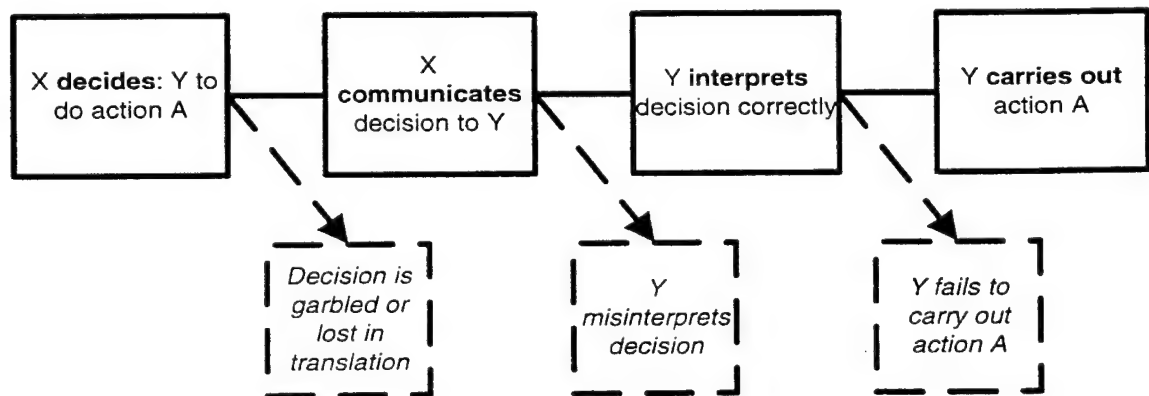 X decides: Y to
do action A
X
communicates
decision to Y
Y interprets
decision correctly
Y carries out
action A
Decision is
garbled or
lost in
translation
Y
misinterprets
decision
Y fails to
carry out
action A